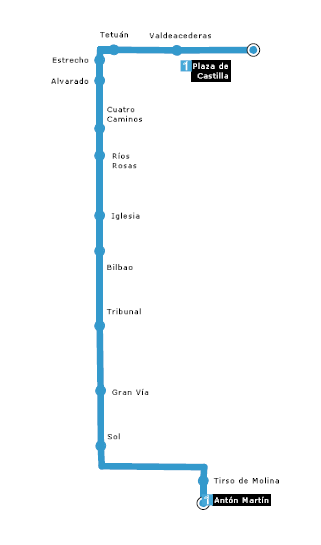 Tetuán
Valdeacederas
Estrecho
1 Plaza de
Castilla
Alvarado
Cuatro
Caminos
Ríos
Rosas
Iglesia
Bilbao
Tribunal
Gran Vía
Sol
Tirso de Molina
1 Antón Martín